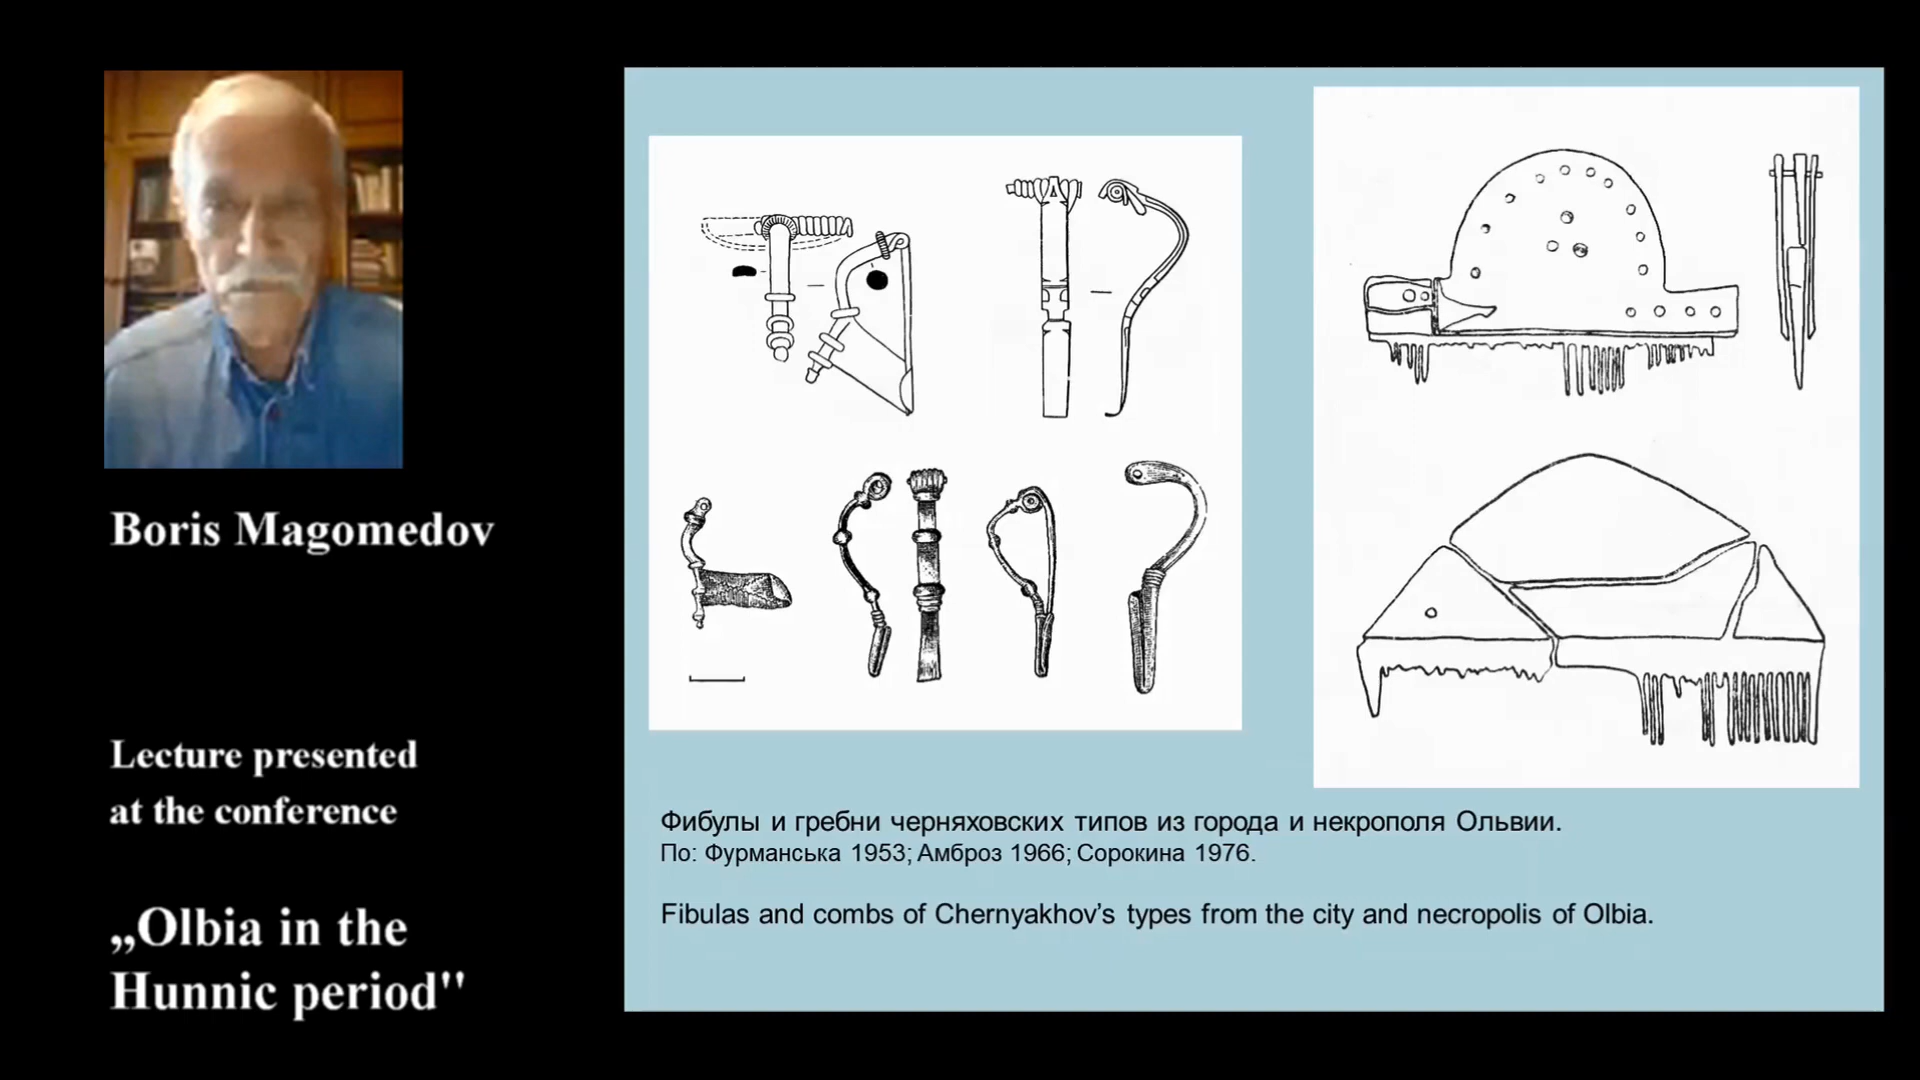 Boris Magomedov
Lecture presented
at the conference
„Olbia in the
Hunnic period"
Фибулы и гребни черняховских типов из города и некрополя Ольвии.
По: Фурманська 1953; Амброз 1966; Сорокина 1976.
Fibulas and combs of Chernyakhov’s types from the city and necropolis of Olbia.